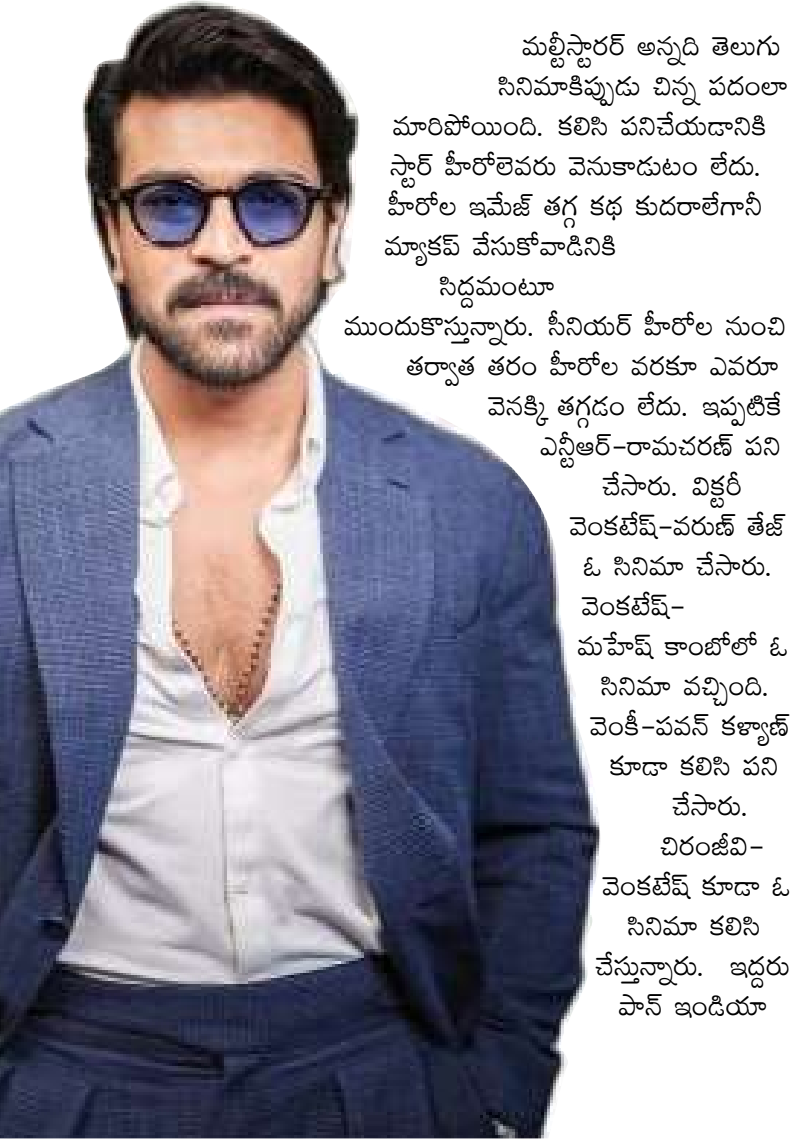 మల్టీస్టారర్ అన్నది తెలుగు
సినిమాకిప్పుడు చిన్న పదంలా
మారిపోయింది. కలిసి పనిచేయడానికి
స్టార్ హీరోలెవరు వెనుకాడుటం లేదు.
హీరోల ఇమేజ్ తగ్గ కథ కుదరాలేగానీ
మ్యాకప్ వేసుకోవాడినికి
సిద్దమంటూ
ముందుకొస్తున్నారు. సీనియర్ హీరోల నుంచి
తర్వాత తరం హీరోల వరకూ ఎవరూ
వెనక్కి తగ్గడం లేదు. ఇప్పటికే
ఎన్టీఆర్-రామచరణ్ పని
చేసారు. విక్టరీ
వెంకటేష్-వరుణ్ తేజ్
ఓ సినిమా చేసారు.
వెంకటేష్-
మహేష్ కాంబోలో ఓ
సినిమా వచ్చింది.
వెంకీ-పవన్ కళ్యాణ్
కూడా కలిసి పని
చేసారు.
చిరంజీవి-
వెంకటేష్ కూడా ఓ
సినిమా కలిసి
చేస్తున్నారు. ఇద్దరు
పాన్ ఇండియా